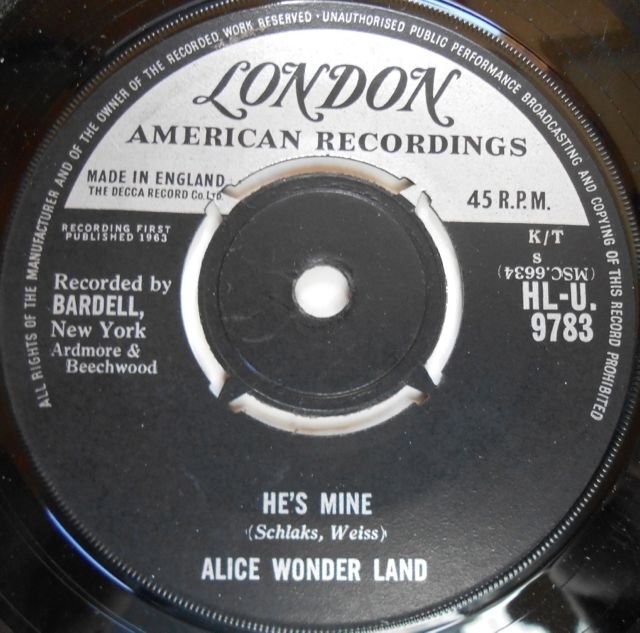 ALL RIGHTS OF THE MANUFACTURER AND OF THE OWNER OF THE RECORDED WORK RESERVED · UNAUTHORISED PUBLIC PERFORMANCE BROADCASTING AND COPYING OF THIS RECORD PROHIBITED
LONDON
AMERICAN RECORDINGS
MADE IN ENGLAND
THE DECCA RECORD Co. Ltd.
45 R.P.M.
RECORDING FIRST
PUBLISHED 1963
K/T
S
(MSC.6634)
Recorded by
BARDELL,
New York
Ardmore &
Beechwood
HL-U.
9783
HE'S MINE
(Schlaks, Weiss)
ALICE WONDER LAND